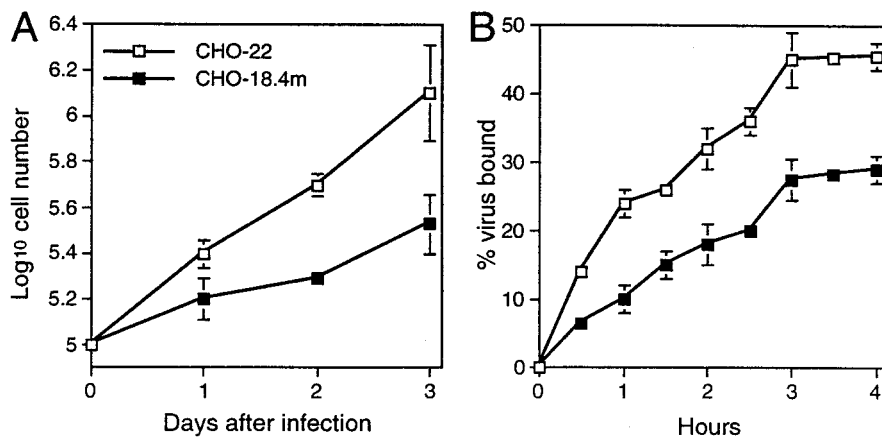 A
6.4
6.2
6
5.8
5.6
5.4
5.2
5
CHO-22
CHO-18.4m
Log10 cell number
0
1
2
3
Days after infection
B
50
40
30
20
10
0
% virus bound
0
1
2
3
4
Hours